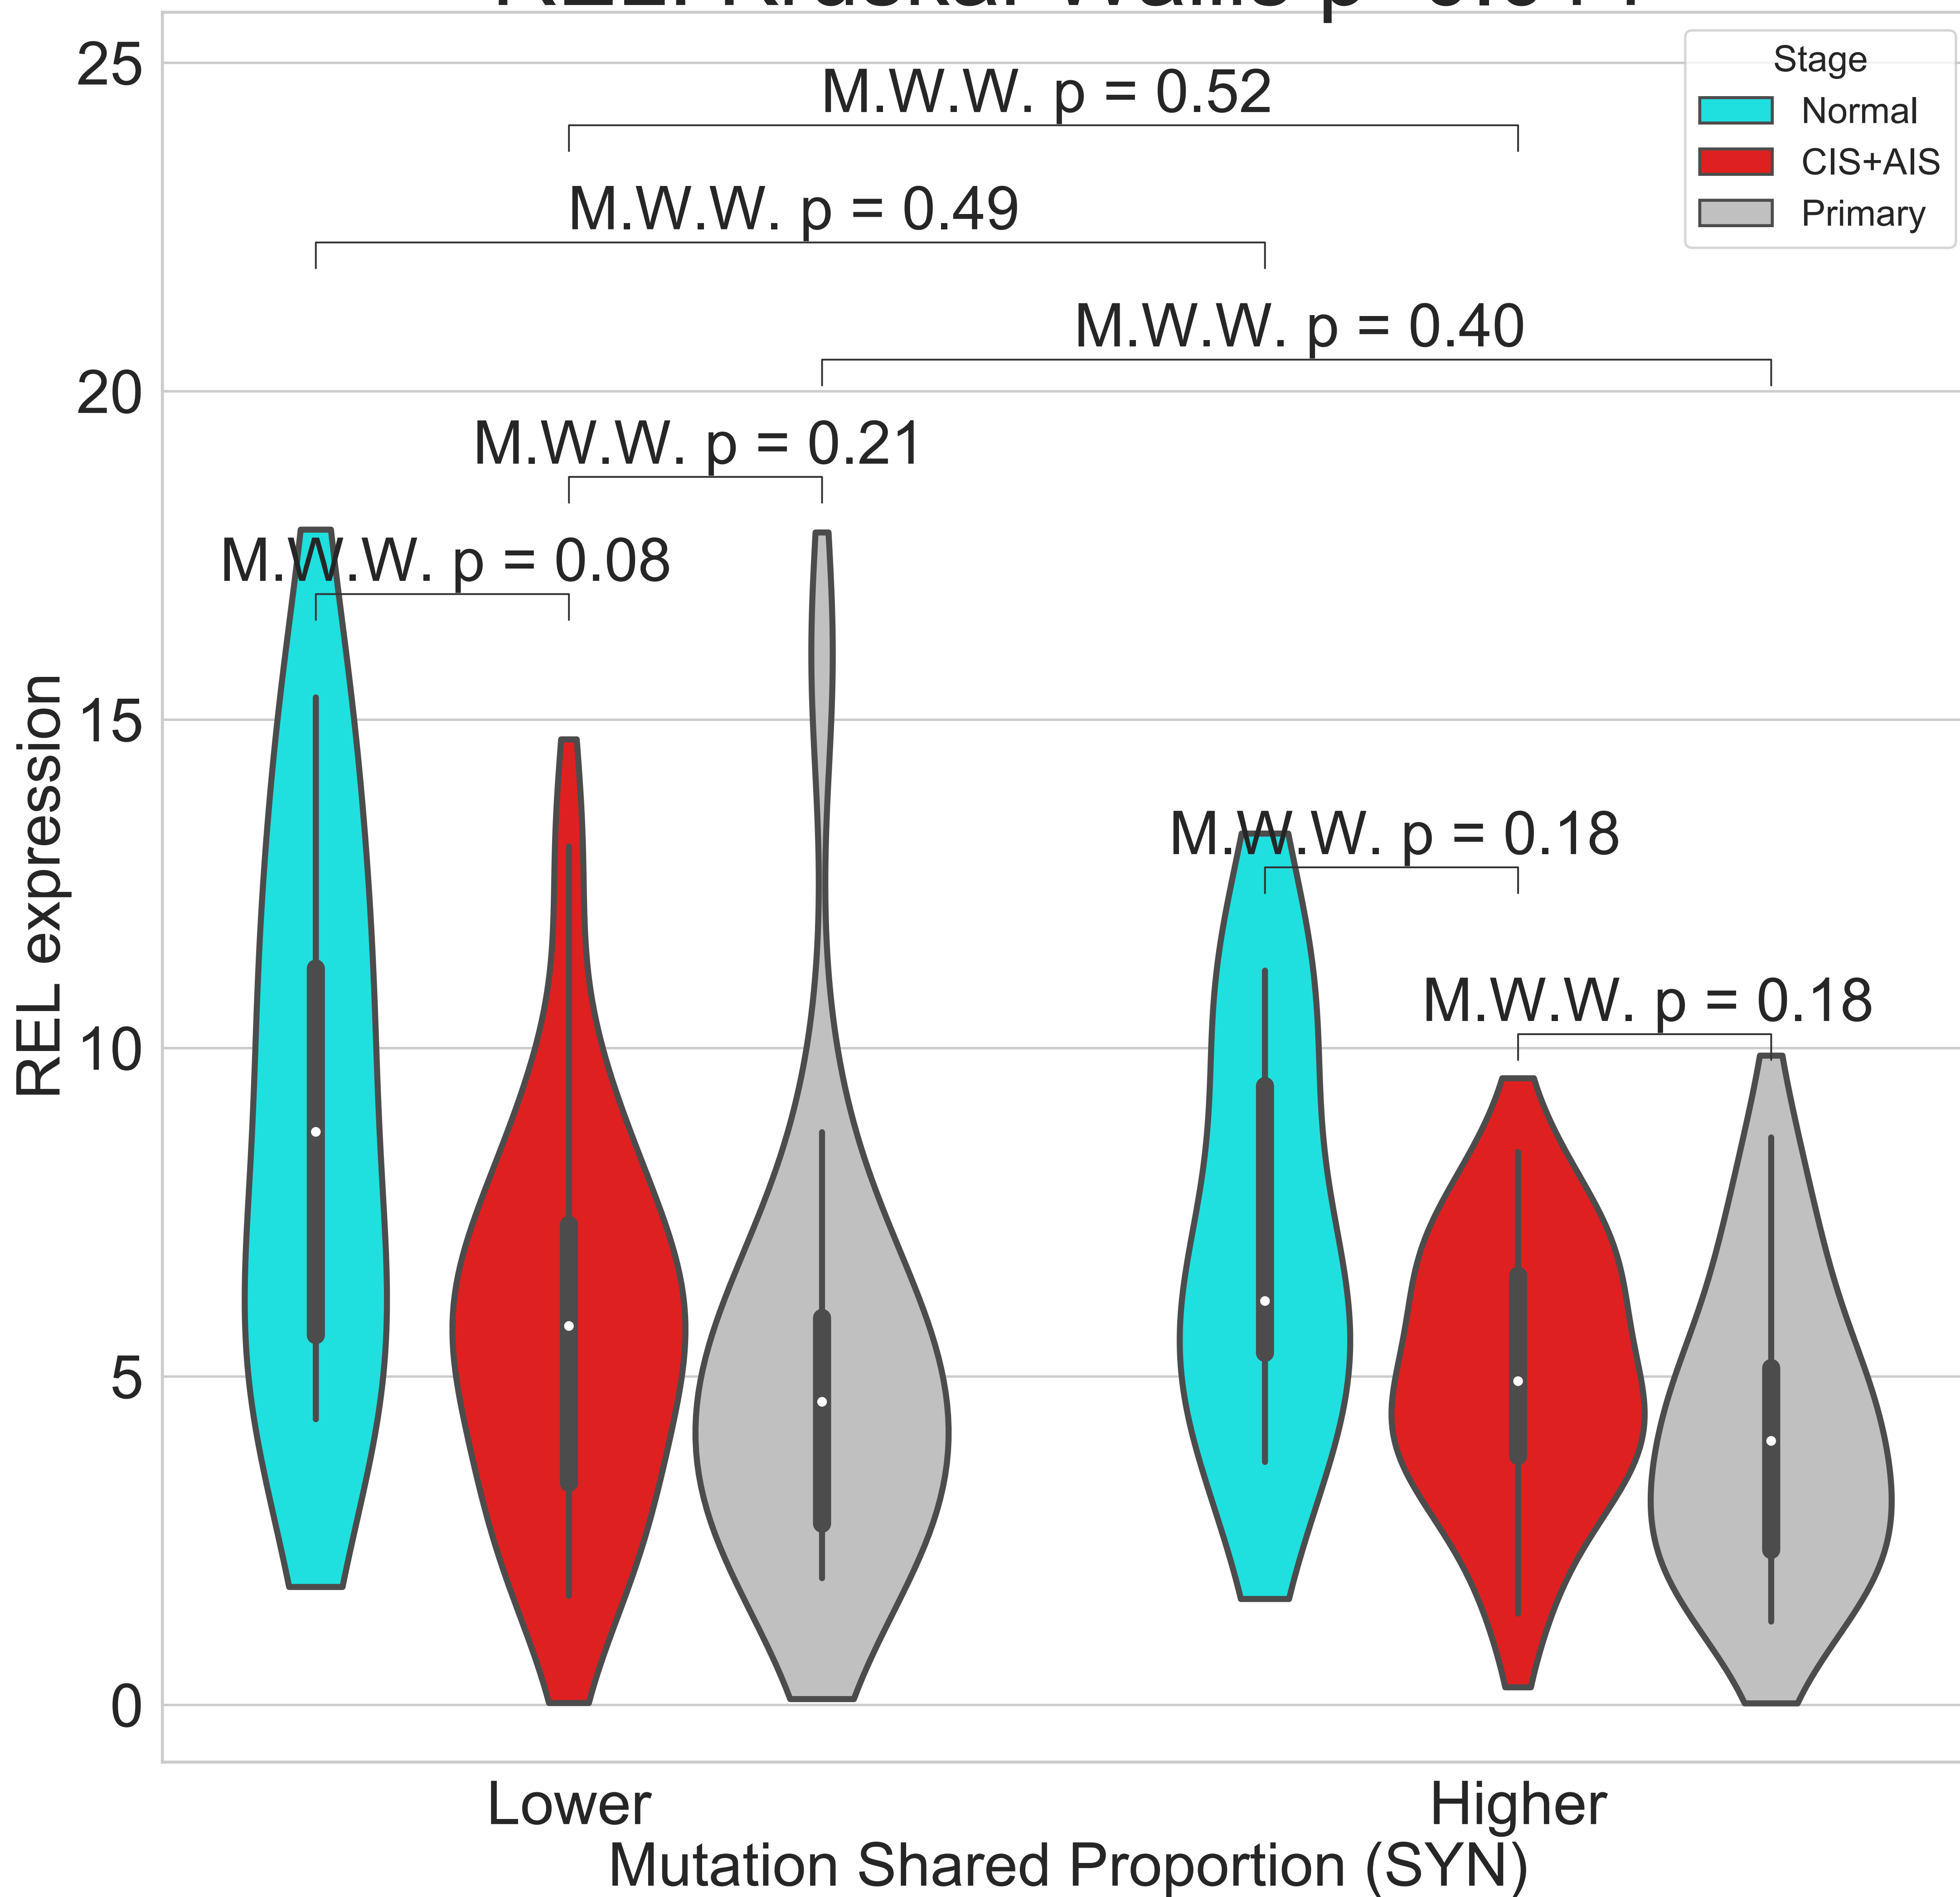 Stage
Normal
CIS+AIS
Primary
M.W.W. p = 0.52
M.W.W. p = 0.49
M.W.W. p = 0.40
M.W.W. p = 0.21
M.W.W. p = 0.08
M.W.W. p = 0.18
M.W.W. p = 0.18
25
20
15
10
5
0
REL expression
Lower
Higher
Mutation Shared Proportion (SYN)